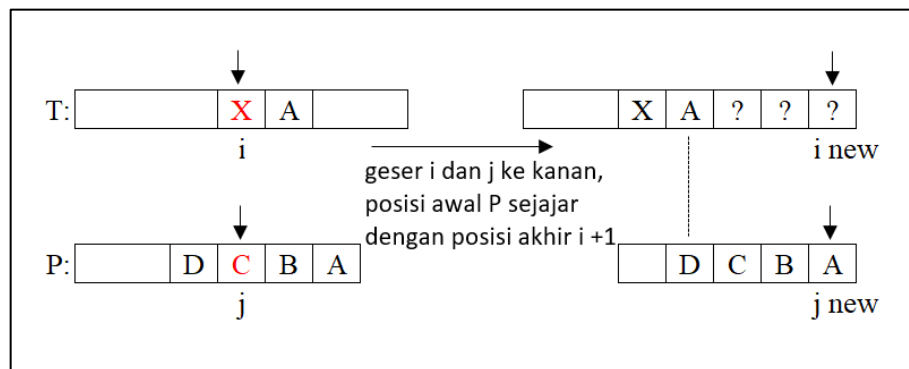 T: X A X A ? ? ?
i i new
geser i dan j ke kanan,
posisi awal P sejajar
dengan posisi akhir i +1
P: D C B A D C B A
j j new